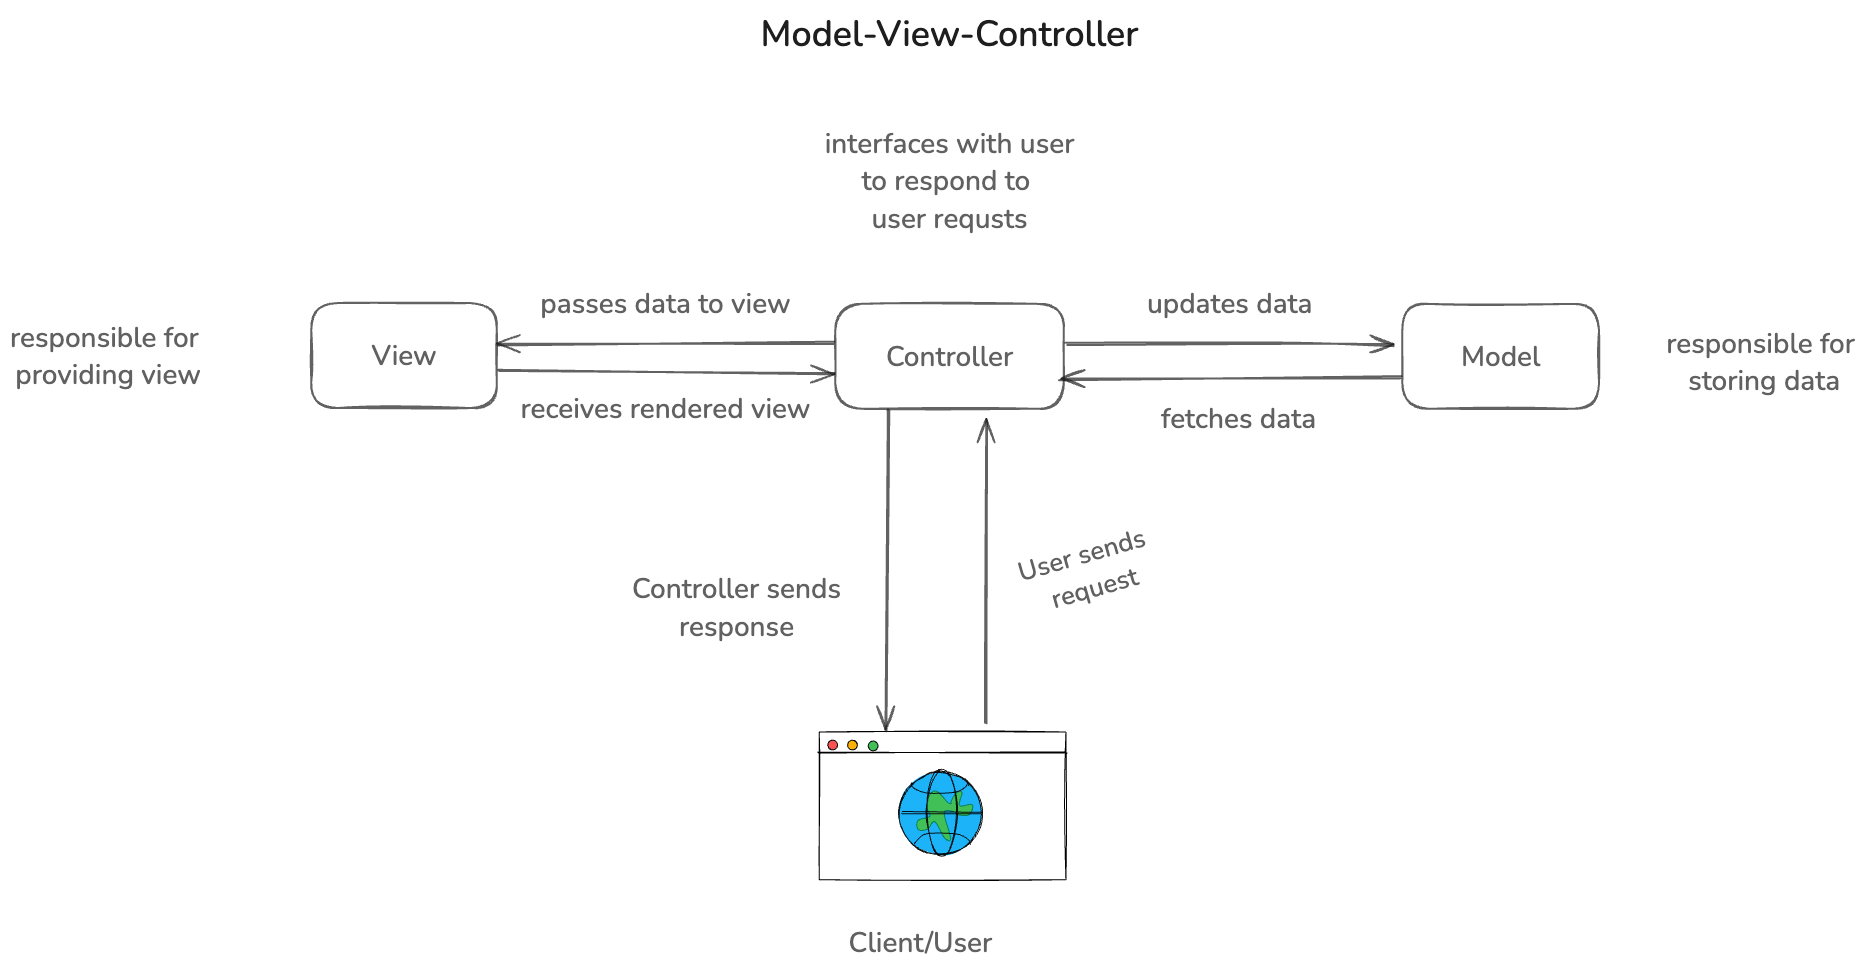 Model-View-Controller
interfaces with user
to respond to
user requsts
passes data to view
updates data
responsible for
providing view
View
Controller
Model
responsible for
storing data
receives rendered view
fetches data
User sends
request
Controller sends
response
Client/User